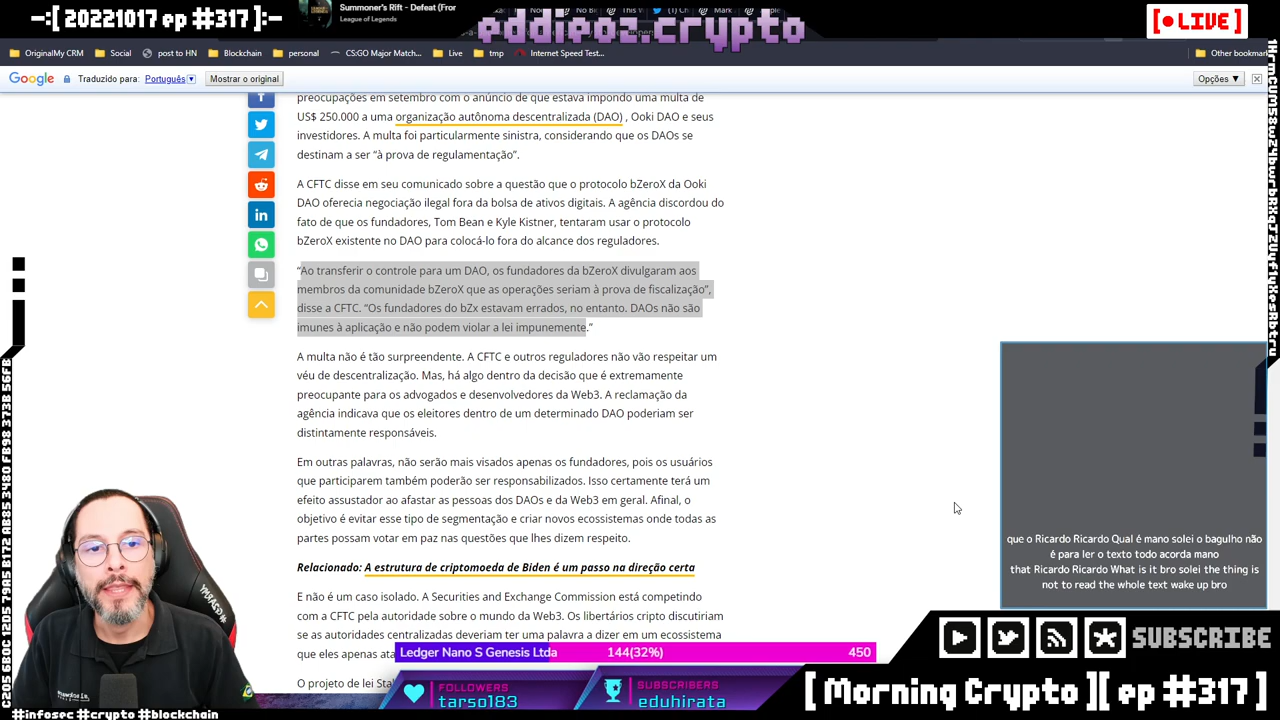 -:[ 20221017 ep #317]:-
Summoner's Rift - Defeat (Fror
League of Legends
eddieoz.crypto
[● LIVE]
OriginalMy CRM
Social
post to HN
Blockchain
personal
CS:GO Major Match...
Live
tmp
Internet Speed Test...
Other bookmar
Google
Traduzido para: Português
Mostrar o original
Opções ▼
preocupações em setembro com o anúncio de que estava impondo uma multa de
US$ 250.000 a uma organização autônoma descentralizada (DAO) , Ooki DAO e seus
investidores. A multa foi particularmente sinistra, considerando que os DAOs se
destinam a ser “à prova de regulamentação”.
A CFTC disse em seu comunicado sobre a questão que o protocolo bZeroX da Ooki
DAO oferecia negociação ilegal fora da bolsa de ativos digitais. A agência discordou do
fato de que os fundadores, Tom Bean e Kyle Kistner, tentaram usar o protocolo
bZeroX existente no DAO para colocá-lo fora do alcance dos reguladores.
“Ao transferir o controle para um DAO, os fundadores da bZeroX divulgaram aos
membros da comunidade bZeroX que as operações seriam à prova de fiscalização”,
disse a CFTC. “Os fundadores do bZx estavam errados, no entanto. DAOs não são
imunes à aplicação e não podem violar a lei impunemente.”
A multa não é tão surpreendente. A CFTC e outros reguladores não vão respeitar um
véu de descentralização. Mas, há algo dentro da decisão que é extremamente
preocupante para os advogados e desenvolvedores da Web3. A reclamação da
agência indicava que os eleitores dentro de um determinado DAO poderiam ser
distintamente responsáveis.
Em outras palavras, não serão mais visados apenas os fundadores, pois os usuários
que participarem também poderão ser responsabilizados. Isso certamente terá um
efeito assustador ao afastar as pessoas dos DAOs e da Web3 em geral. Afinal, o
objetivo é evitar esse tipo de segmentação e criar novos ecossistemas onde todas as
partes possam votar em paz nas questões que lhes dizem respeito.
Relacionado: A estrutura de criptomoeda de Biden é um passo na direção certa
E não é um caso isolado. A Securities and Exchange Commission está competindo
com a CFTC pela autoridade sobre o mundo da Web3. Os libertários cripto discutiriam
se as autoridades centralizadas deveriam ter uma palavra a dizer em um ecossistema
que eles apenas ata
O projeto de lei Sta
que o Ricardo Ricardo Qual é mano solei o bagulho não
é para ler o texto todo acorda mano
that Ricardo Ricardo What is it bro solei the thing is
not to read the whole text wake up bro
Ledger Nano S Genesis Ltda
144(32%)
450
FOLLOWERS
tarso183
SUBSCRIBERS
eduhirata
SUBSCRIBE
[ Morning Crypto ][ ep #317 ]
#infosec #crypto #blockchain